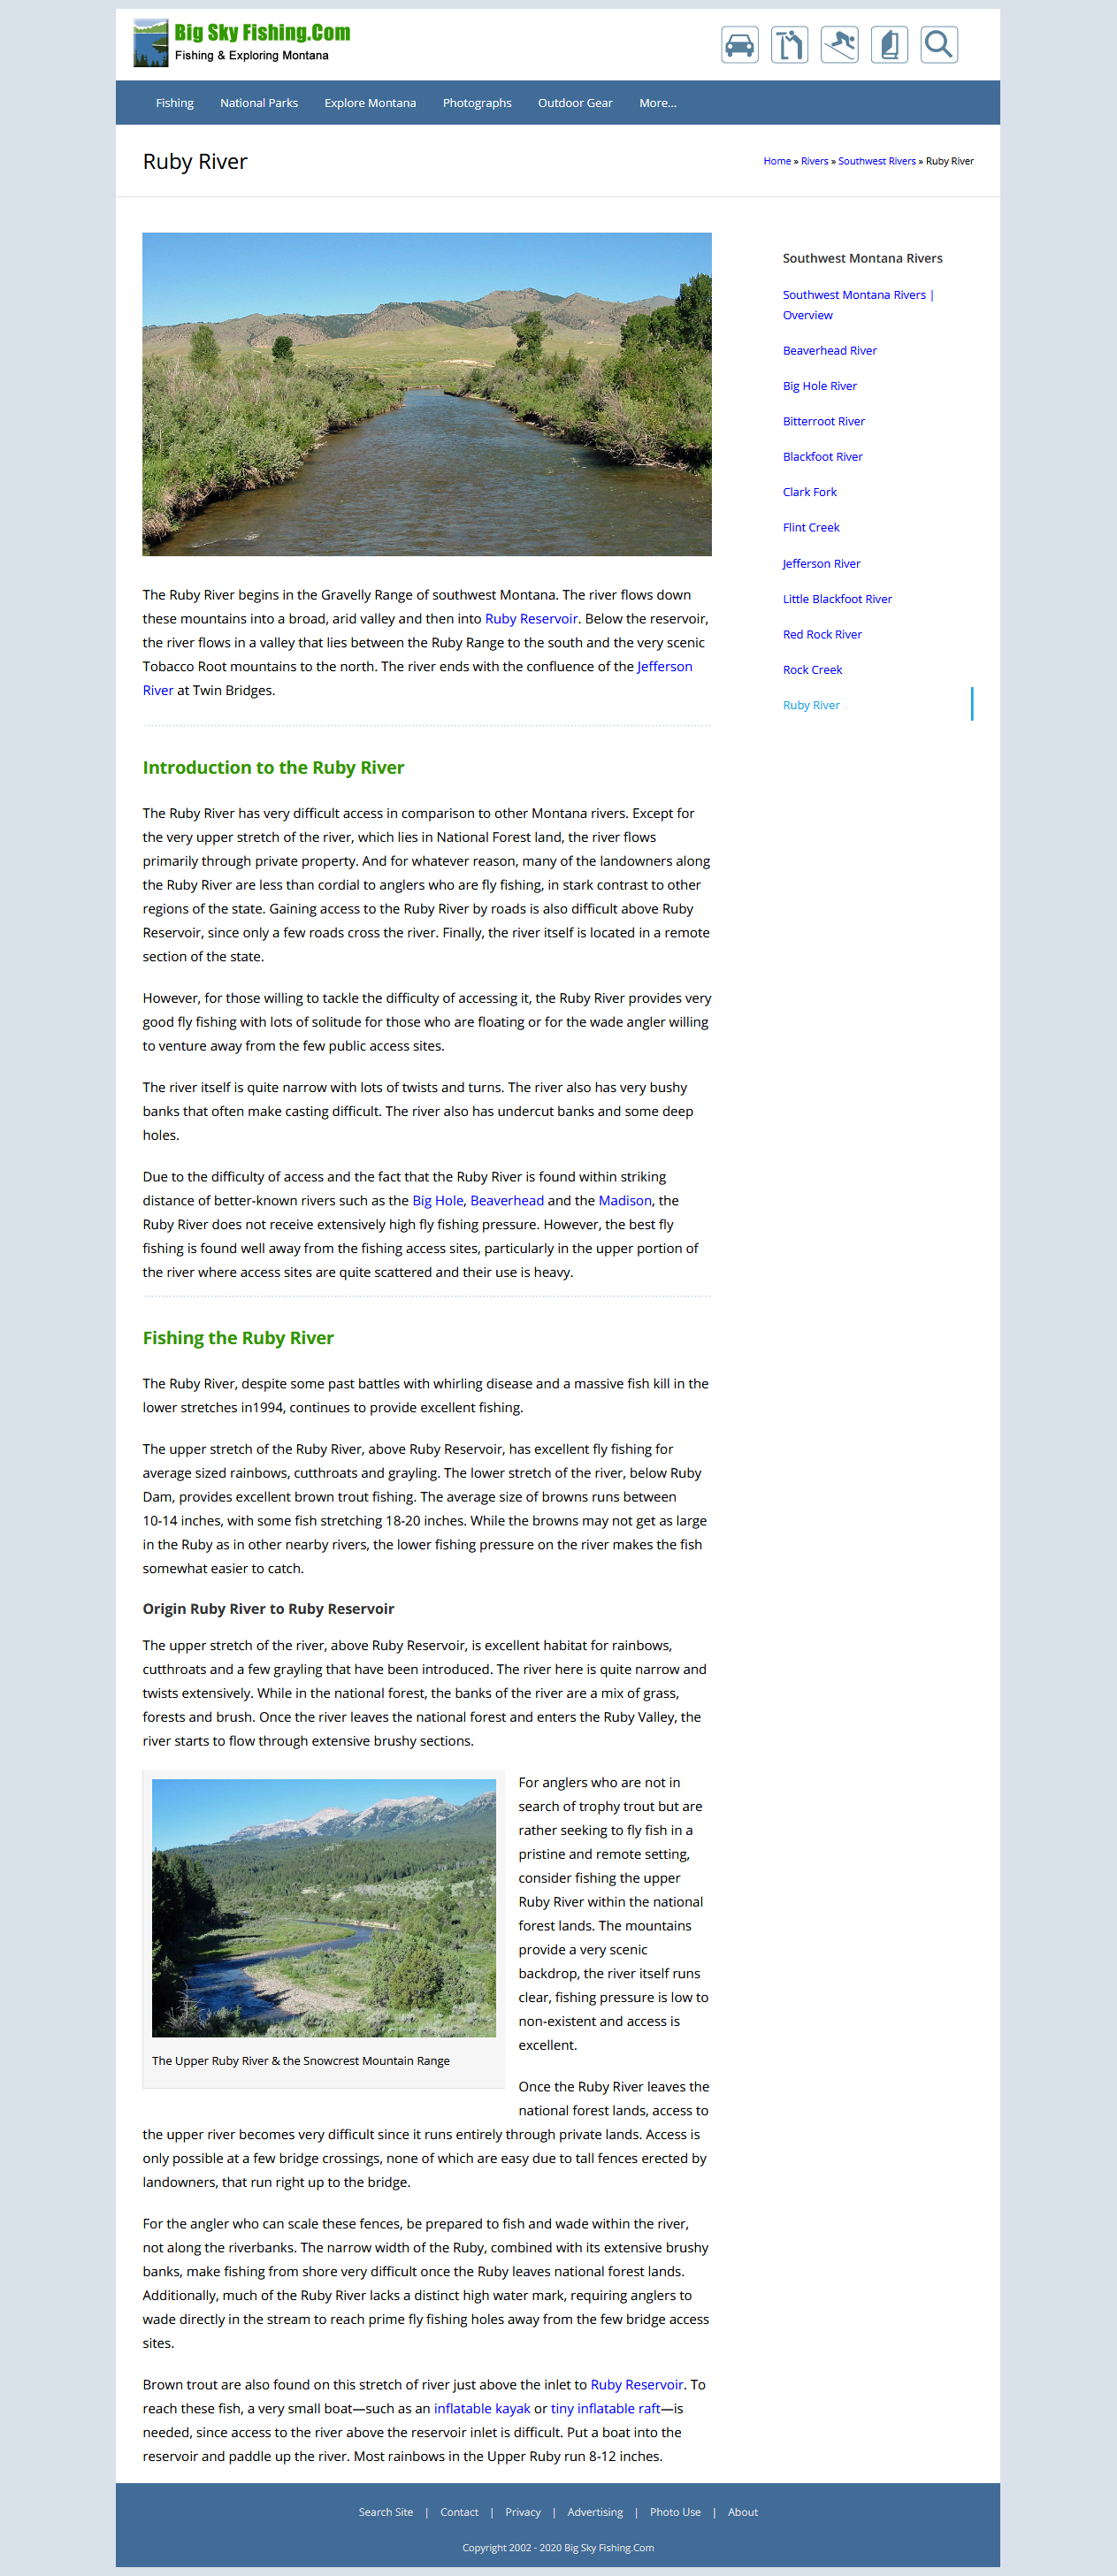 Big Sky Fishing.Com
Fishing & Exploring Montana
Fishing
National Parks
Explore Montana
Photographs
Outdoor Gear
More...
Ruby River
Home » Rivers » Southwest Rivers » Ruby River
The Ruby River begins in the Gravelly Range of southwest Montana. The river flows down
these mountains into a broad, arid valley and then into Ruby Reservoir. Below the reservoir,
the river flows in a valley that lies between the Ruby Range to the south and the very scenic
Tobacco Root mountains to the north. The river ends with the confluence of the Jefferson
River at Twin Bridges.
Introduction to the Ruby River
The Ruby River has very difficult access in comparison to other Montana rivers. Except for
the very upper stretch of the river, which lies in National Forest land, the river flows
primarily through private property. And for whatever reason, many of the landowners along
the Ruby River are less than cordial to anglers who are fly fishing, in stark contrast to other
regions of the state. Gaining access to the Ruby River by roads is also difficult above Ruby
Reservoir, since only a few roads cross the river. Finally, the river itself is located in a remote
section of the state.
However, for those willing to tackle the difficulty of accessing it, the Ruby River provides very
good fly fishing with lots of solitude for those who are floating or for the wade angler willing
to venture away from the few public access sites.
The river itself is quite narrow with lots of twists and turns. The river also has very bushy
banks that often make casting difficult. The river also has undercut banks and some deep
holes.
Due to the difficulty of access and the fact that the Ruby River is found within striking
distance of better-known rivers such as the Big Hole, Beaverhead and the Madison, the
Ruby River does not receive extensively high fly fishing pressure. However, the best fly
fishing is found well away from the fishing access sites, particularly in the upper portion of
the river where access sites are quite scattered and their use is heavy.
Fishing the Ruby River
The Ruby River, despite some past battles with whirling disease and a massive fish kill in the
lower stretches in1994, continues to provide excellent fishing.
The upper stretch of the Ruby River, above Ruby Reservoir, has excellent fly fishing for
average sized rainbows, cutthroats and grayling. The lower stretch of the river, below Ruby
Dam, provides excellent brown trout fishing. The average size of browns runs between
10-14 inches, with some fish stretching 18-20 inches. While the browns may not get as large
in the Ruby as in other nearby rivers, the lower fishing pressure on the river makes the fish
somewhat easier to catch.
Origin Ruby River to Ruby Reservoir
The upper stretch of the river, above Ruby Reservoir, is excellent habitat for rainbows,
cutthroats and a few grayling that have been introduced. The river here is quite narrow and
twists extensively. While in the national forest, the banks of the river are a mix of grass,
forests and brush. Once the river leaves the national forest and enters the Ruby Valley, the
river starts to flow through extensive brushy sections.
The Upper Ruby River & the Snowcrest Mountain Range
For anglers who are not in
search of trophy trout but are
rather seeking to fly fish in a
pristine and remote setting,
consider fishing the upper
Ruby River within the national
forest lands. The mountains
provide a very scenic
backdrop, the river itself runs
clear, fishing pressure is low to
non-existent and access is
excellent.
Once the Ruby River leaves the
national forest lands, access to
the upper river becomes very difficult since it runs entirely through private lands. Access is
only possible at a few bridge crossings, none of which are easy due to tall fences erected by
landowners, that run right up to the bridge.
For the angler who can scale these fences, be prepared to fish and wade within the river,
not along the riverbanks. The narrow width of the Ruby, combined with its extensive brushy
banks, make fishing from shore very difficult once the Ruby leaves national forest lands.
Additionally, much of the Ruby River lacks a distinct high water mark, requiring anglers to
wade directly in the stream to reach prime fly fishing holes away from the few bridge access
sites.
Brown trout are also found on this stretch of river just above the inlet to Ruby Reservoir. To
reach these fish, a very small boat—such as an inflatable kayak or tiny inflatable raft—is
needed, since access to the river above the reservoir inlet is difficult. Put a boat into the
reservoir and paddle up the river. Most rainbows in the Upper Ruby run 8-12 inches.
Southwest Montana Rivers
Southwest Montana Rivers |
Overview
Beaverhead River
Big Hole River
Bitterroot River
Blackfoot River
Clark Fork
Flint Creek
Jefferson River
Little Blackfoot River
Red Rock River
Rock Creek
Ruby River
Search Site | Contact | Privacy | Advertising | Photo Use | About
Copyright 2002 - 2020 Big Sky Fishing.Com